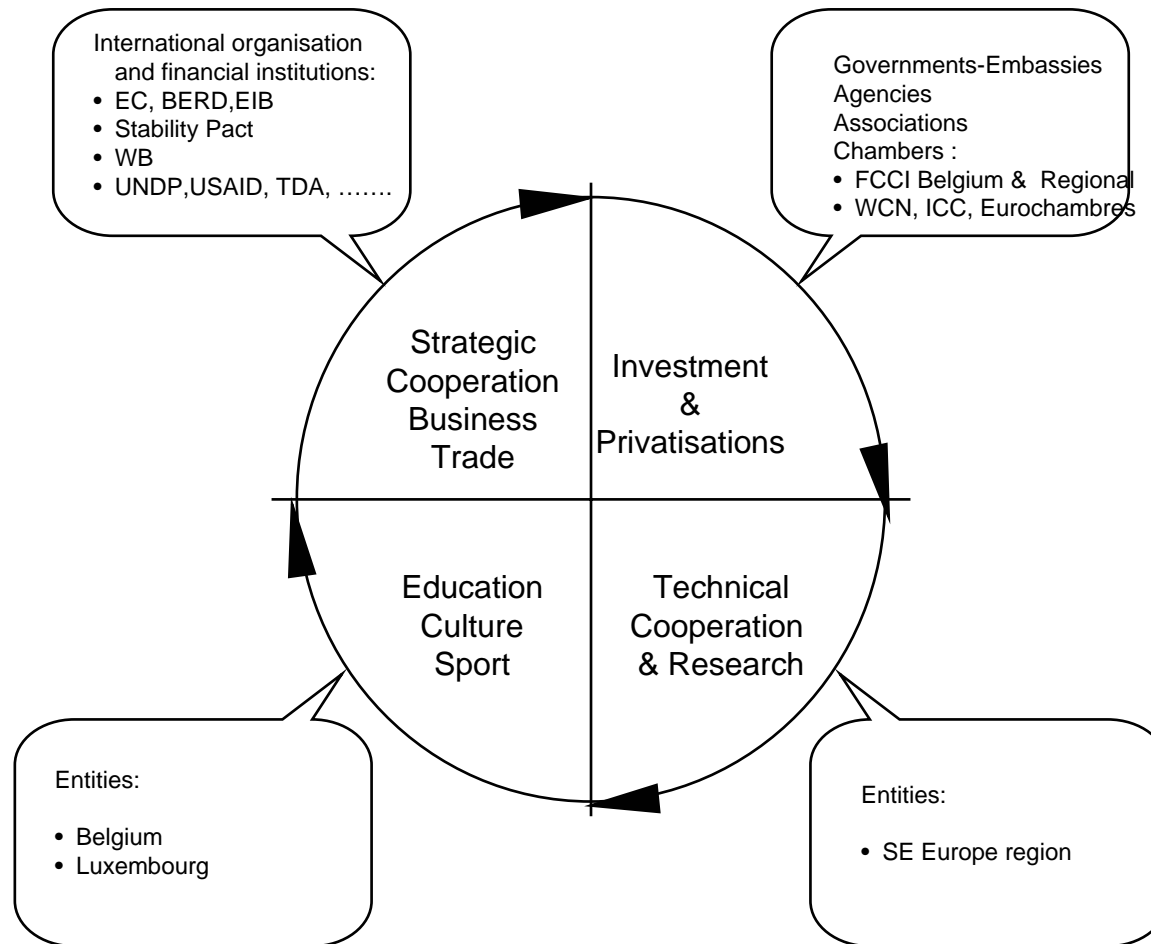 International organisation
and financial institutions:
• EC, BERD,EIB
• Stability Pact
• WB
• UNDP,USAID, TDA, …….
Governments-Embassies
Agencies
Associations
Chambers :
• FCCI Belgium & Regional
• WCN, ICC, Eurochambres
Strategic
Cooperation
Business
Trade
Investment
&
Privatisations
Education
Culture
Sport
Technical
Cooperation
& Research
Entities:
• Belgium
• Luxembourg
Entities:
• SE Europe region